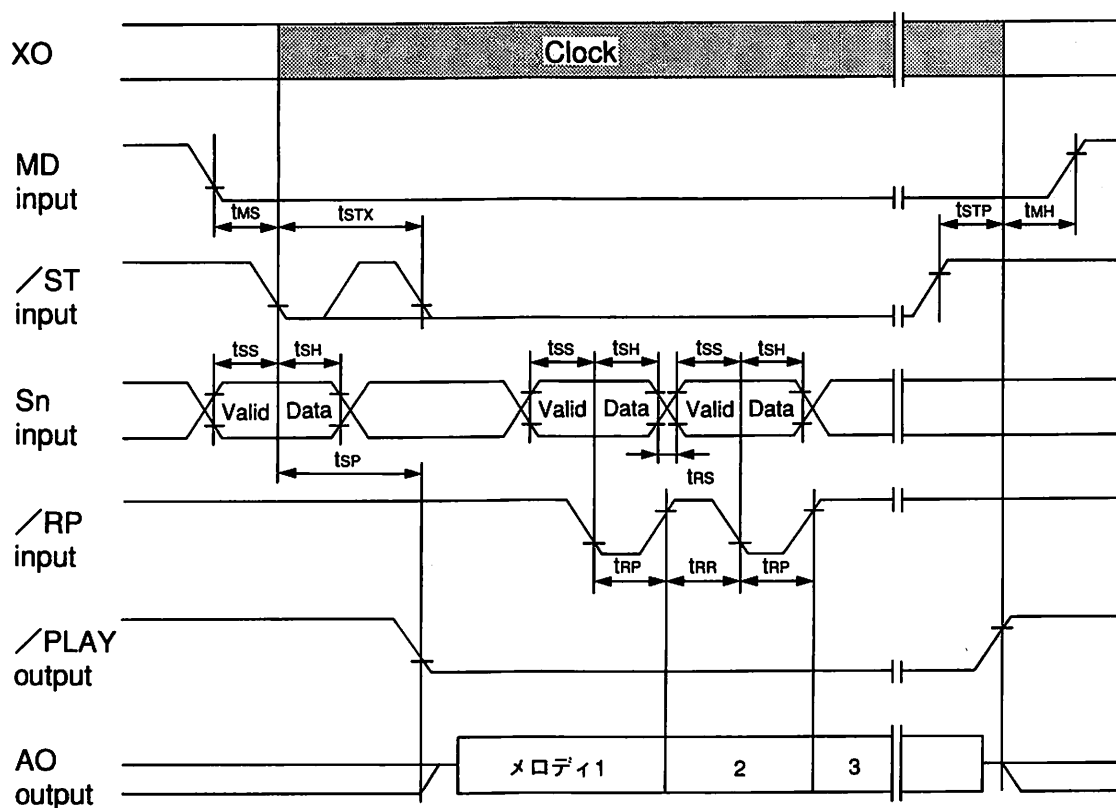 XO
Clock
MD
input
tMS
tSTX
tSTP
tMH
／ST
input
tSS
tSH
tSS
tSH
tSS
tSH
Sn
input
Valid
Data
Valid
Data
Valid
Data
tSP
tRS
／RP
input
tRP
tRR
tRP
／PLAY
output
AO
output
メロディ1
2
3